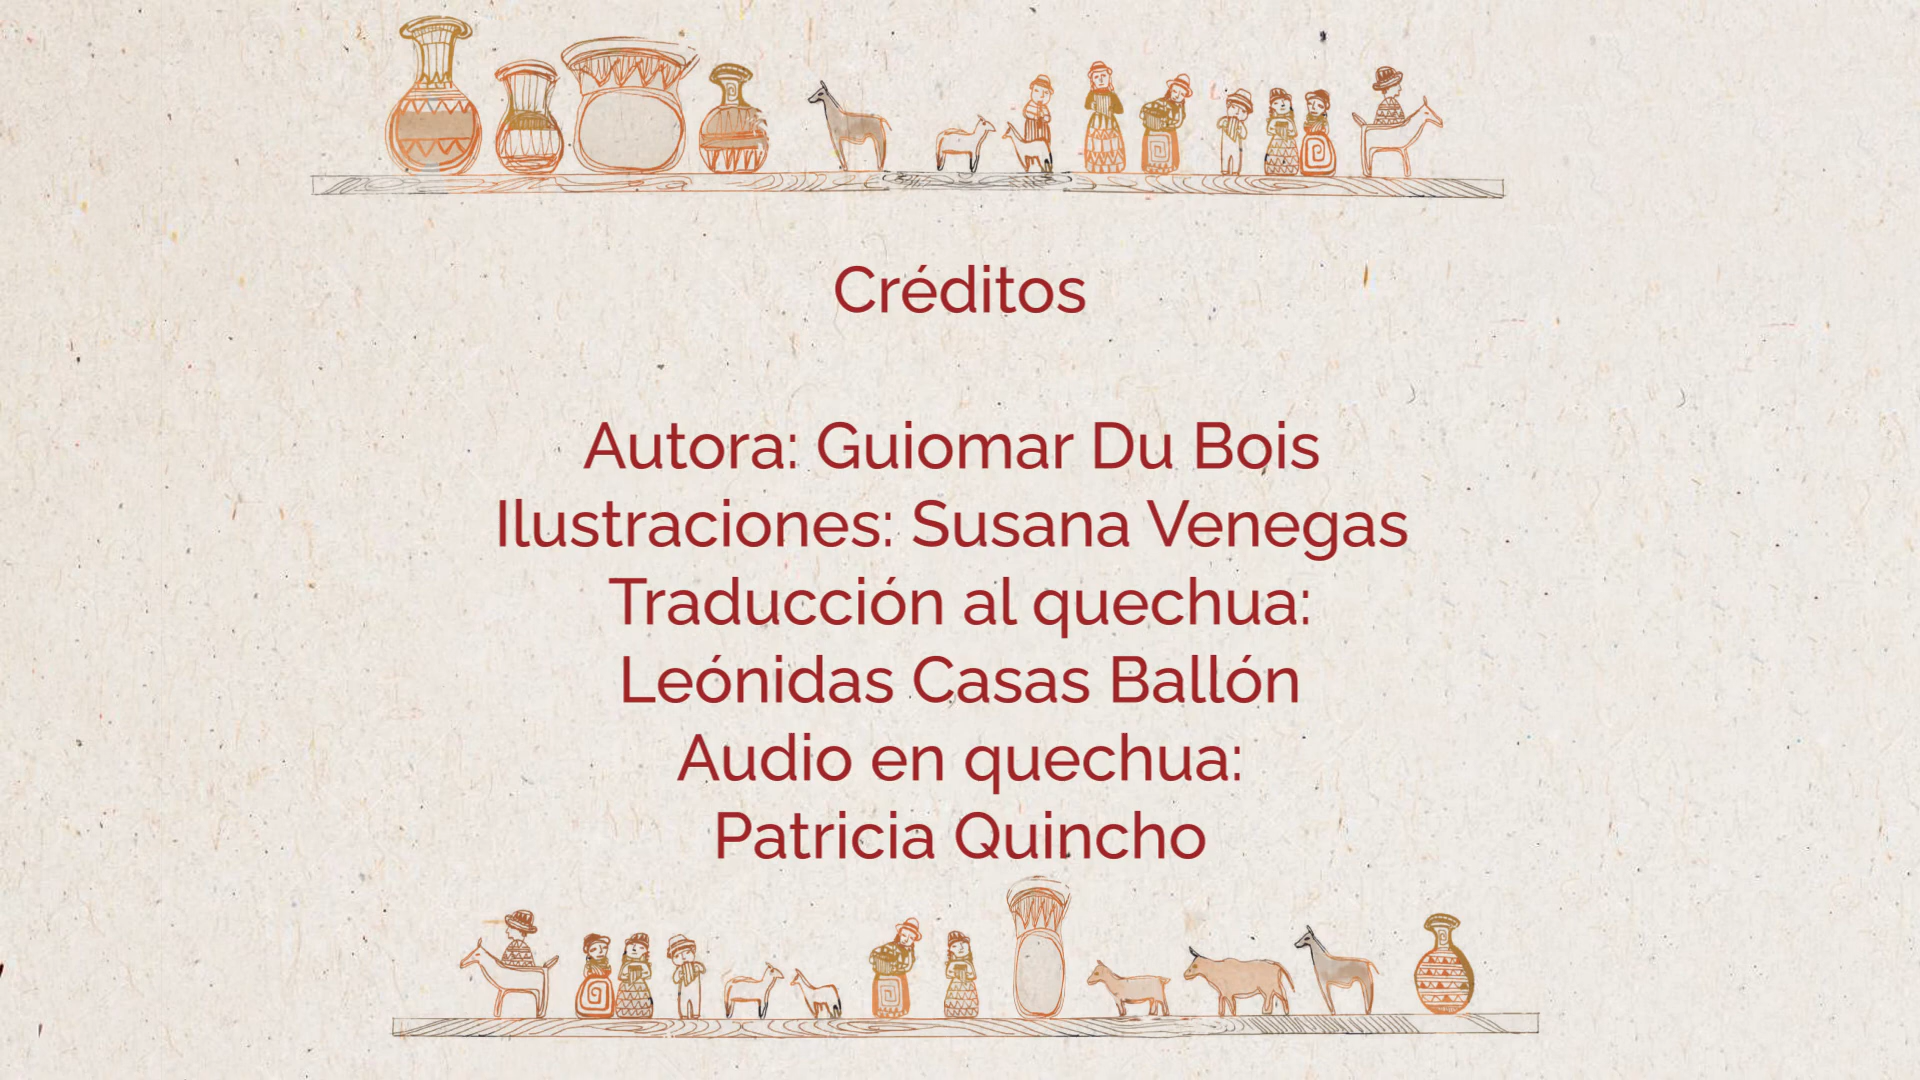 Créditos
Autora: Guiomar Du Bois
Ilustraciones: Susana Venegas
Traducción al quechua:
Leónidas Casas Ballón
Audio en quechua:
Patricia Quincho